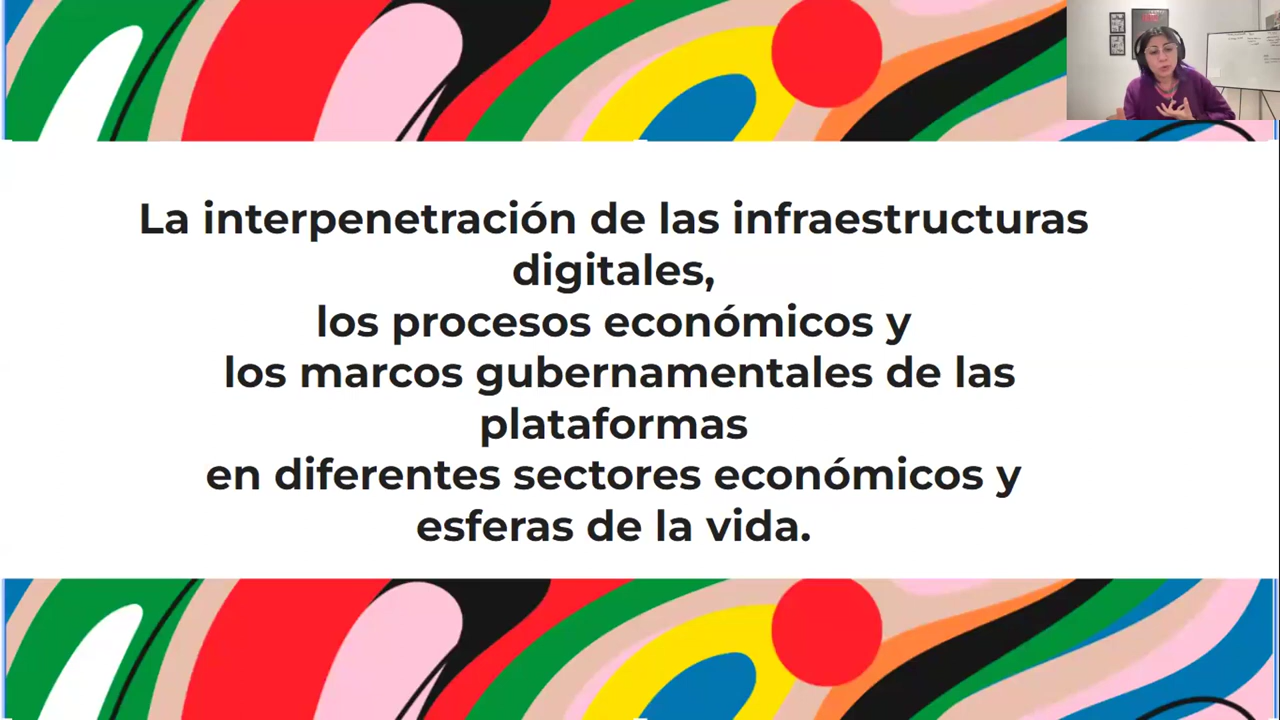 La interpenetración de las infraestructuras
digitales,
los procesos económicos y
los marcos gubernamentales de las
plataformas
en diferentes sectores económicos y
esferas de la vida.